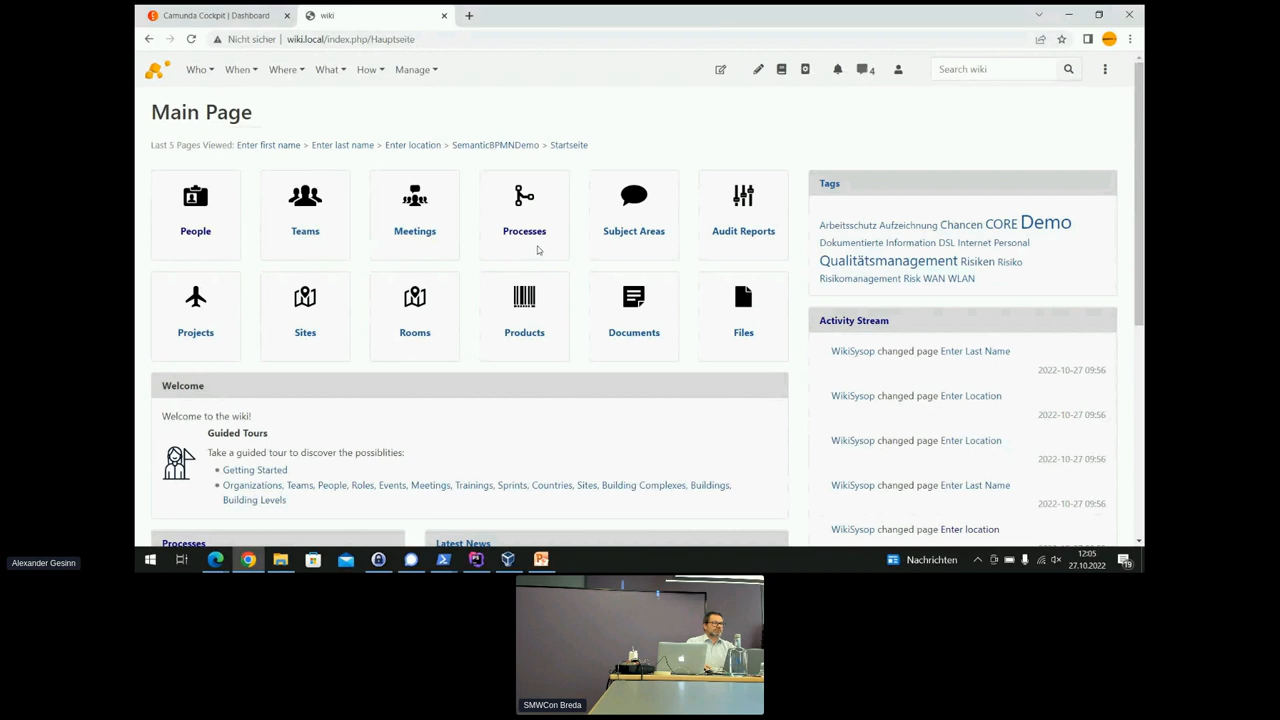 Camunda Cockpit | Dashboard
wiki
Nicht sicher
wiki.local/index.php/Hauptseite
Who
When
Where
What
How
Manage
4
Search wiki
Main Page
Last 5 Pages Viewed: Enter first name > Enter last name > Enter location > SemanticBPMNDemo > Startseite
People
Teams
Meetings
Processes
Subject Areas
Audit Reports
Projects
Sites
Rooms
Products
Documents
Files
Welcome
Welcome to the wiki!
Guided Tours
Take a guided tour to discover the possiblities:
Getting Started
Organizations, Teams, People, Roles, Events, Meetings, Trainings, Sprints, Countries, Sites, Building Complexes, Buildings,
Building Levels
Processes
Latest News
Tags
Arbeitsschutz Aufzeichnung Chancen CORE Demo
Dokumentierte Information DSL Internet Personal
Qualitätsmanagement Risiken Risiko
Risikomanagement Risk WAN WLAN
Activity Stream
WikiSysop changed page Enter Last Name
2022-10-27 09:56
WikiSysop changed page Enter Location
2022-10-27 09:56
WikiSysop changed page Enter Location
2022-10-27 09:56
WikiSysop changed page Enter Last Name
2022-10-27 09:56
WikiSysop changed page Enter location
Nachrichten
12:05
27.10.2022
19
Alexander Gesinn
SMWCon Breda